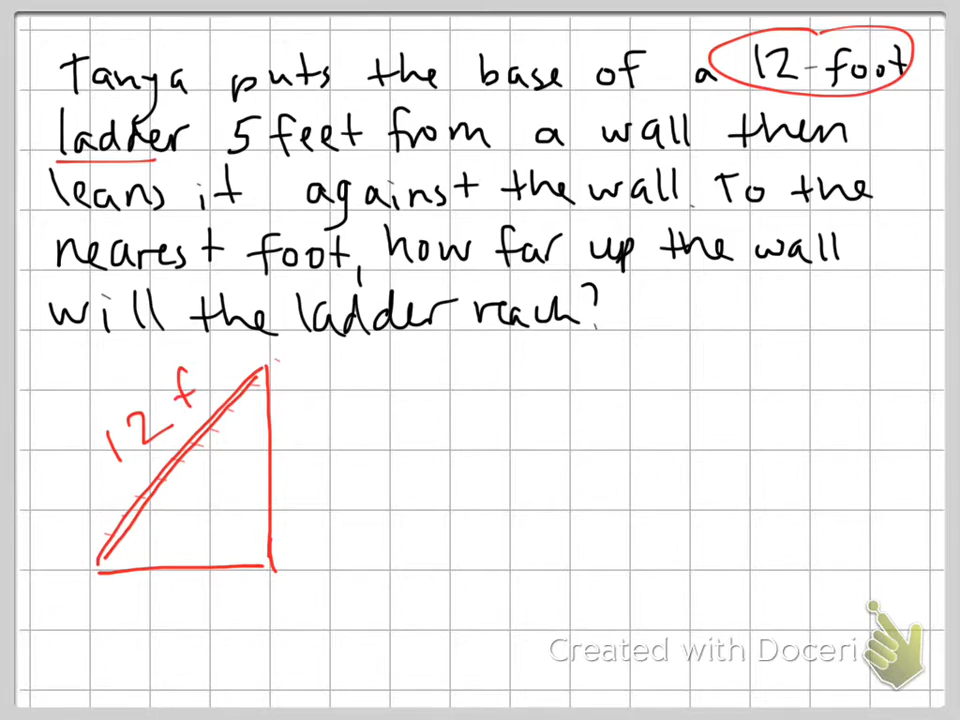 Tanya puts the base of a 12-foot
ladder 5 feet from a wall then
leans it against the wall. To the
nearest foot, how far up the wall
will the ladder reach?
12 f
Created with Doceri